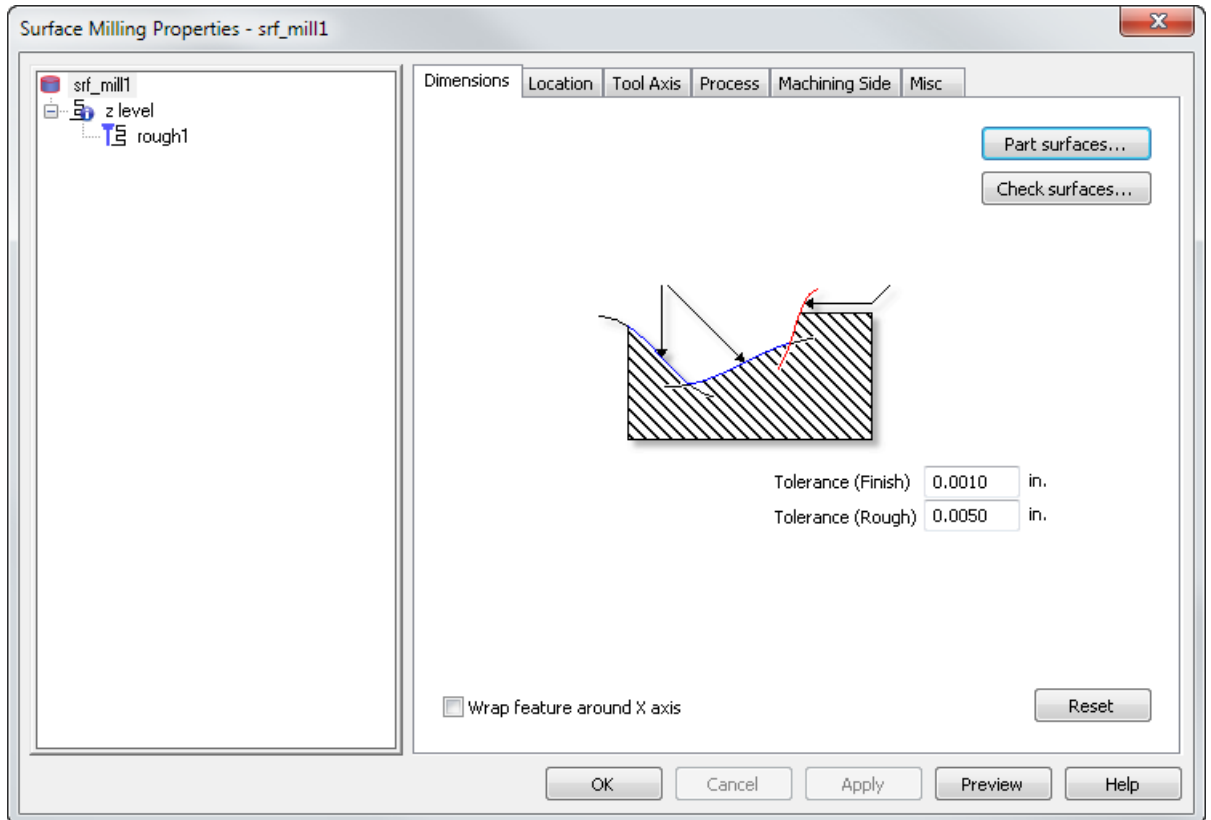 Surface Milling Properties - srf_mill1
srf_mill1
z level
rough1
Dimensions Location Tool Axis Process Machining Side Misc
Part surfaces...
Check surfaces...
Tolerance (Finish) 0.0010 in.
Tolerance (Rough) 0.0050 in.
Wrap feature around X axis
Reset
OK Cancel Apply Preview Help